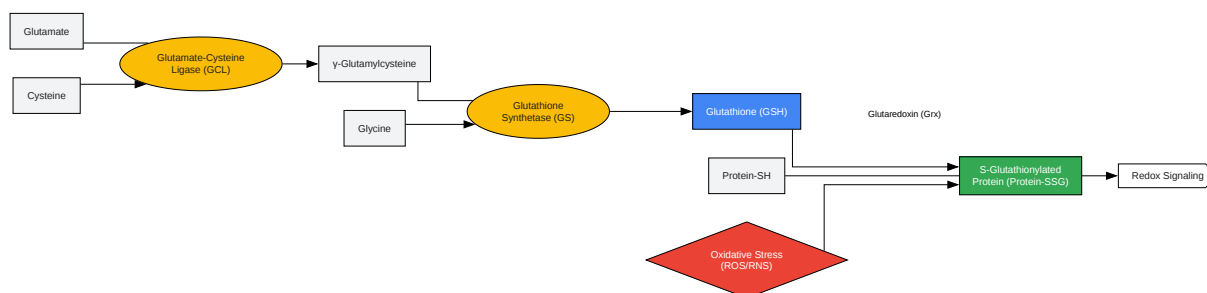 Glutamate
Cysteine
Glutamate-Cysteine
Ligase (GCL)
γ-Glutamylcysteine
Glycine
Glutathione
Synthetase (GS)
Glutathione (GSH)
Glutaredoxin (Grx)
Protein-SH
Oxidative Stress
(ROS/RNS)
S-Glutathionylated
Protein (Protein-SSG)
Redox Signaling